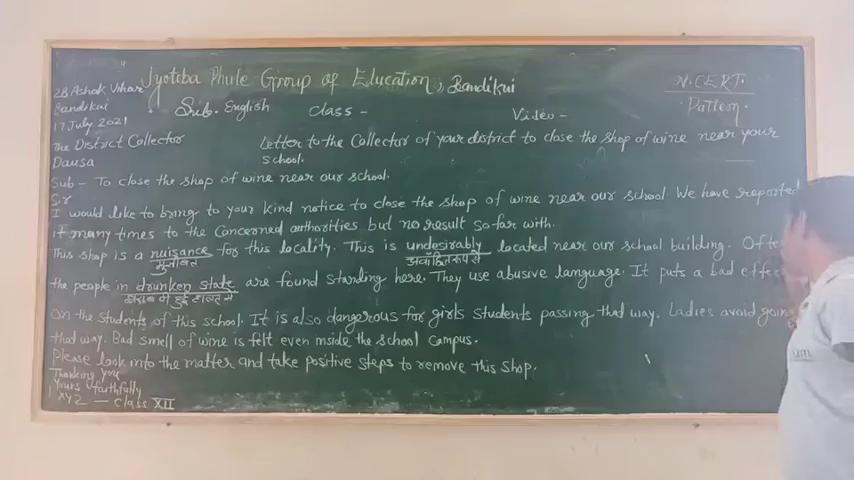 Jyotoba Phule Group of Education, Bandikui
N.C.ERT.
Pattern
Sub. English Class - Video -
28 Ashok Vihar
Bandikui
17 July 2021
The District Collector
Dausa
Letter to the Collector of your district to close the shop of wine near your
school.
Sub - To close the shop of wine near our school.
Sir
I would like to bring to your kind notice to close the shop of wine near our school We have reported
it many times to the concerned authorities but no result so far with.
This shop is a nuisance for this locality. This is undesirably located near our school building. Often
मुसीबत
the people in drunken state are found standing here. They use abusive language. It puts a bad effect
शराब पी हुई हालत में
on the students of this school. It is also dangerous for girls students passing that way. Ladies avoid going
that way. Bad smell of wine is felt even inside the school campus.
Please look into the matter and take positive steps to remove this shop.
Thanking you
Yours faithfully
XYZ - Class XII